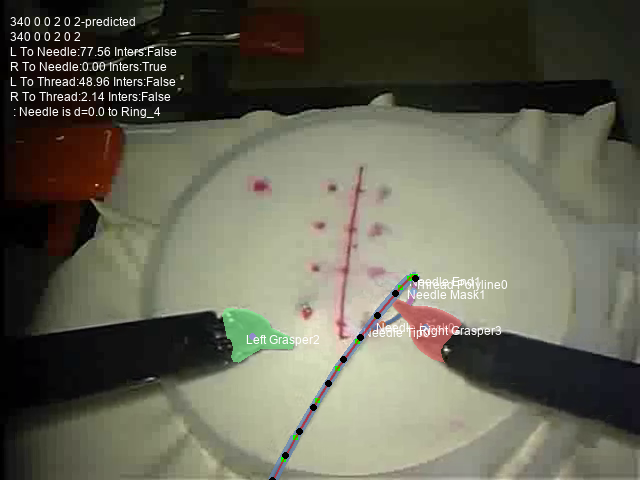 340 0 0 2 0 2-predicted
340 0 0 2 0 2
L To Needle:77.56 Inters:False
R To Needle:0.00 Inters:True
L To Thread:48.96 Inters:False
R To Thread:2.14 Inters:False
: Needle is d=0.0 to Ring_4
Needle End1
Thread Polyline0
Needle Mask1
Right Grasper3
Needle Tip0
Left Grasper2